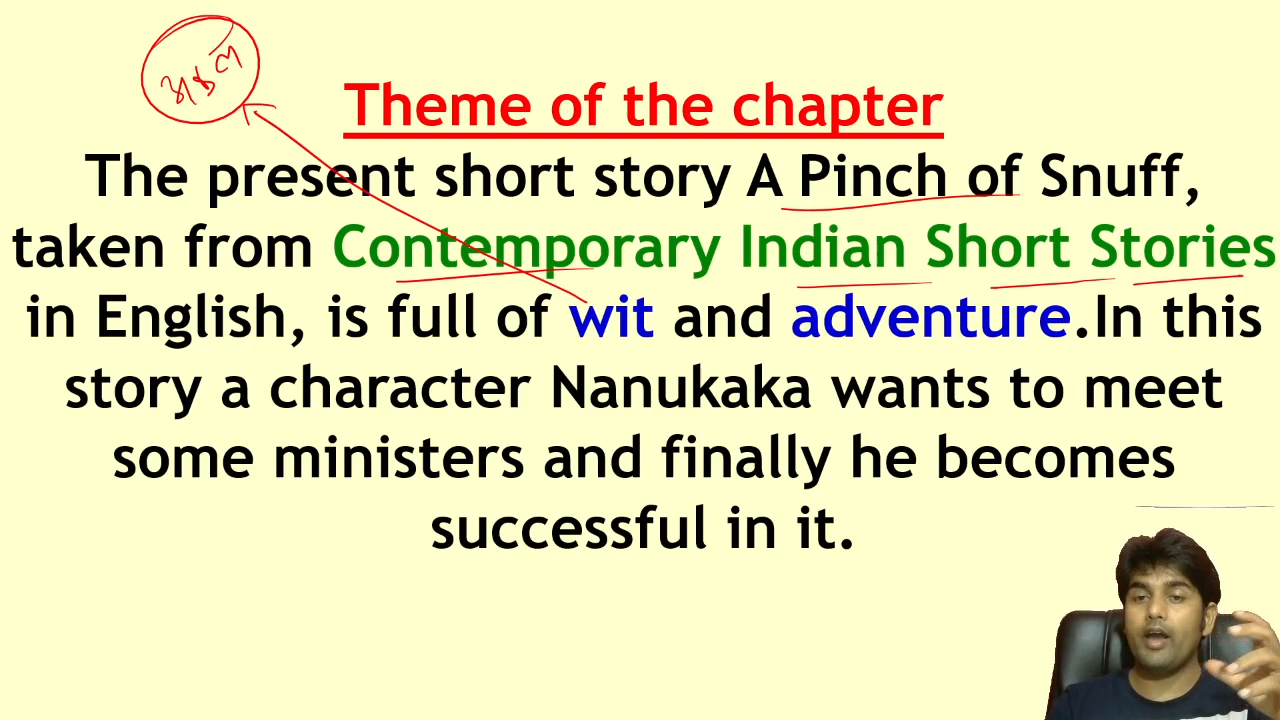 Theme of the chapter
The present short story A Pinch of Snuff,
taken from Contemporary Indian Short Stories
in English, is full of wit and adventure.In this
story a character Nanukaka wants to meet
some ministers and finally he becomes
successful in it.